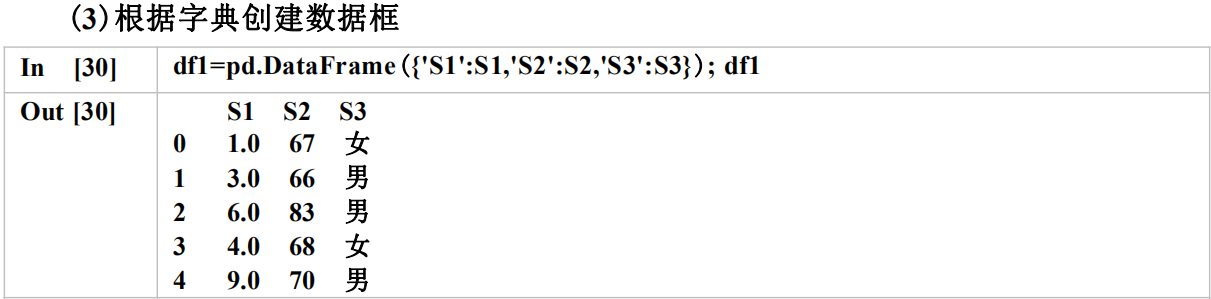 (3)根据字典创建数据框
In [30] df1=pd.DataFrame({'S1':S1,'S2':S2,'S3':S3}); df1
Out [30] S1 S2 S3
0 1.0 67 女
1 3.0 66 男
2 6.0 83 男
3 4.0 68 女
4 9.0 70 男